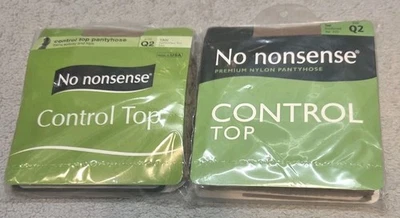 control top pantyhose
Q2
No nonsense®
Control Top
Q2
No nonsense®
PREMIUM NYLON PANTYHOSE
CONTROL
TOP